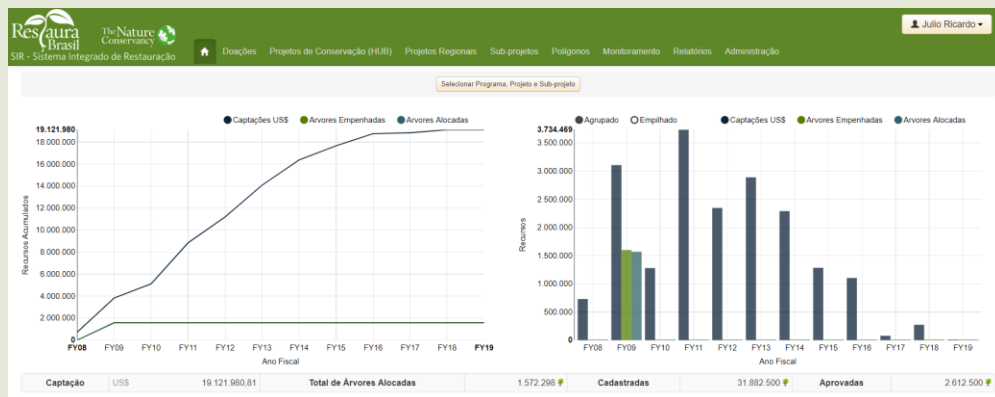 Restaura
Brasil
The Nature
Conservancy
SIR - Sistema Integrado de Restauração
Doações Projetos de Conservação (HUB) Projetos Regionais Sub-projetos Polígonos Monitoramento Relatórios Administração
Julio Ricardo
Selecionar Programa, Projeto e Sub-projeto
Captações US$ Arvores Empenhadas Arvores Alocadas
19.121.980
18.000.000
16.000.000
14.000.000
12.000.000
10.000.000
8.000.000
6.000.000
4.000.000
2.000.000
0
Recursos Acumulados
FY08 FY09 FY10 FY11 FY12 FY13 FY14 FY15 FY16 FY17 FY18 FY19
Ano Fiscal
Agrupado Empilhado Captações US$ Arvores Empenhadas Arvores Alocadas
3.734.469
3.500.000
3.000.000
2.500.000
2.000.000
1.500.000
1.000.000
500.000
0
Recursos
FY08 FY09 FY10 FY11 FY12 FY13 FY14 FY15 FY16 FY17 FY18 FY19
Ano Fiscal
Captação US$ 19.121.980,81 Total de Árvores Alocadas 1.572.298 Cadastradas 31.882.500 Aprovadas 2.612.500